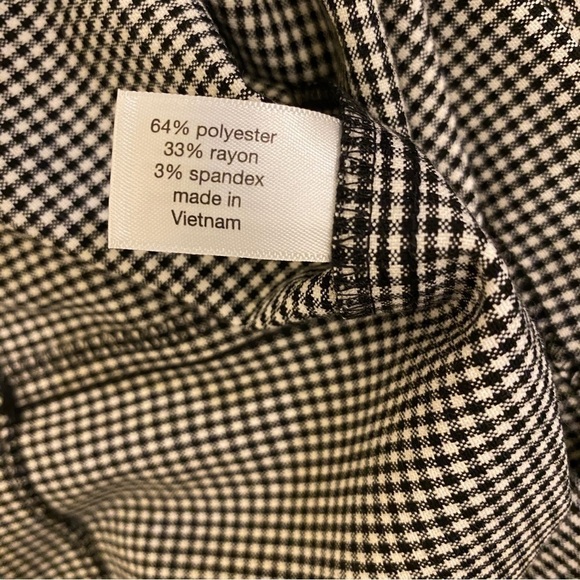 64% polyester
33% rayon
3% spandex
made in
Vietnam